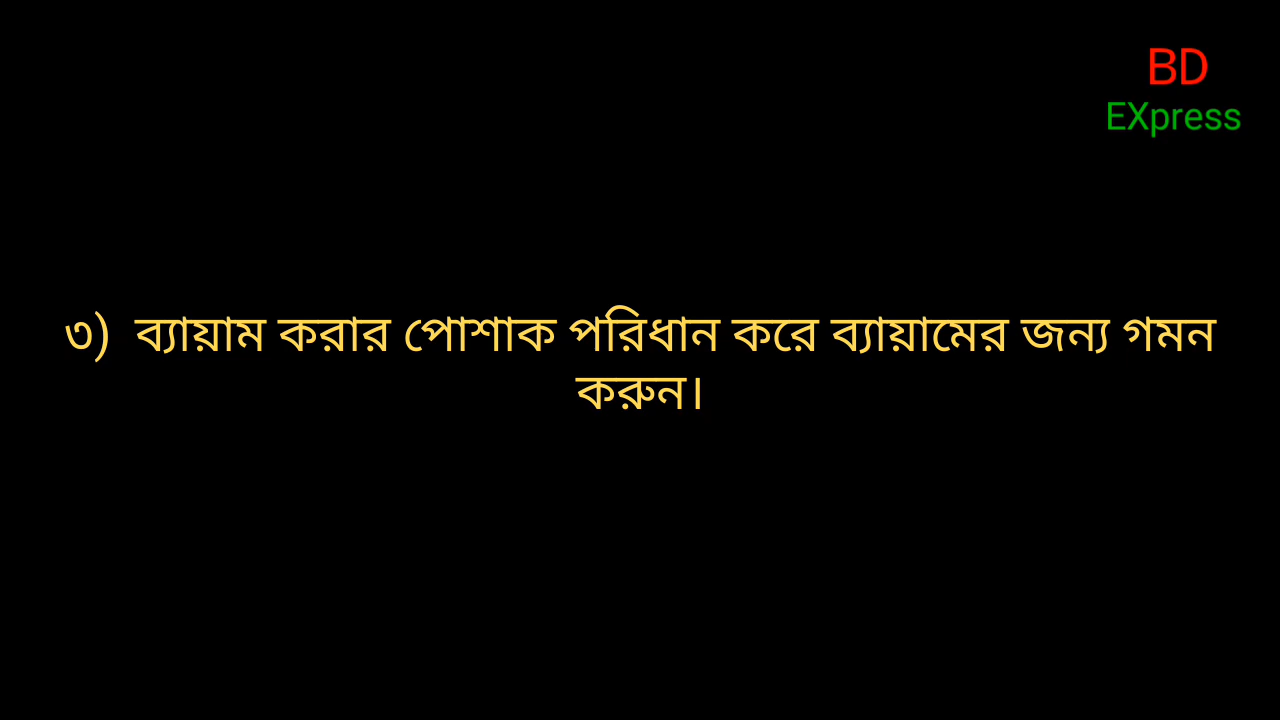 BD
EXpress
৩) ব্যায়াম করার পোশাক পরিধান করে ব্যায়ামের জন্য গমন
করুন।